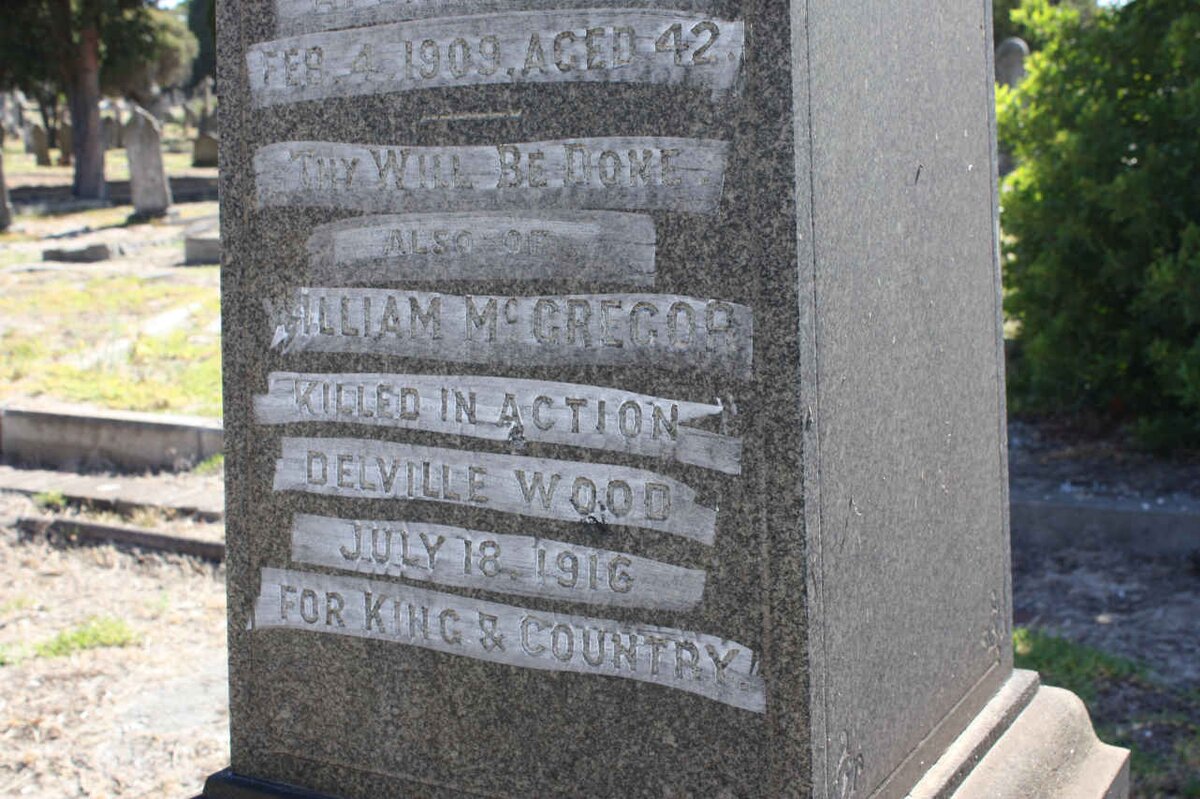 FEB. 4, 1909, AGED 42.
THY WILL BE DONE
ALSO OF
WILLIAM McGREGOR
KILLED IN ACTION
DELVILLE WOOD
JULY 18. 1916
FOR KING & COUNTRY!